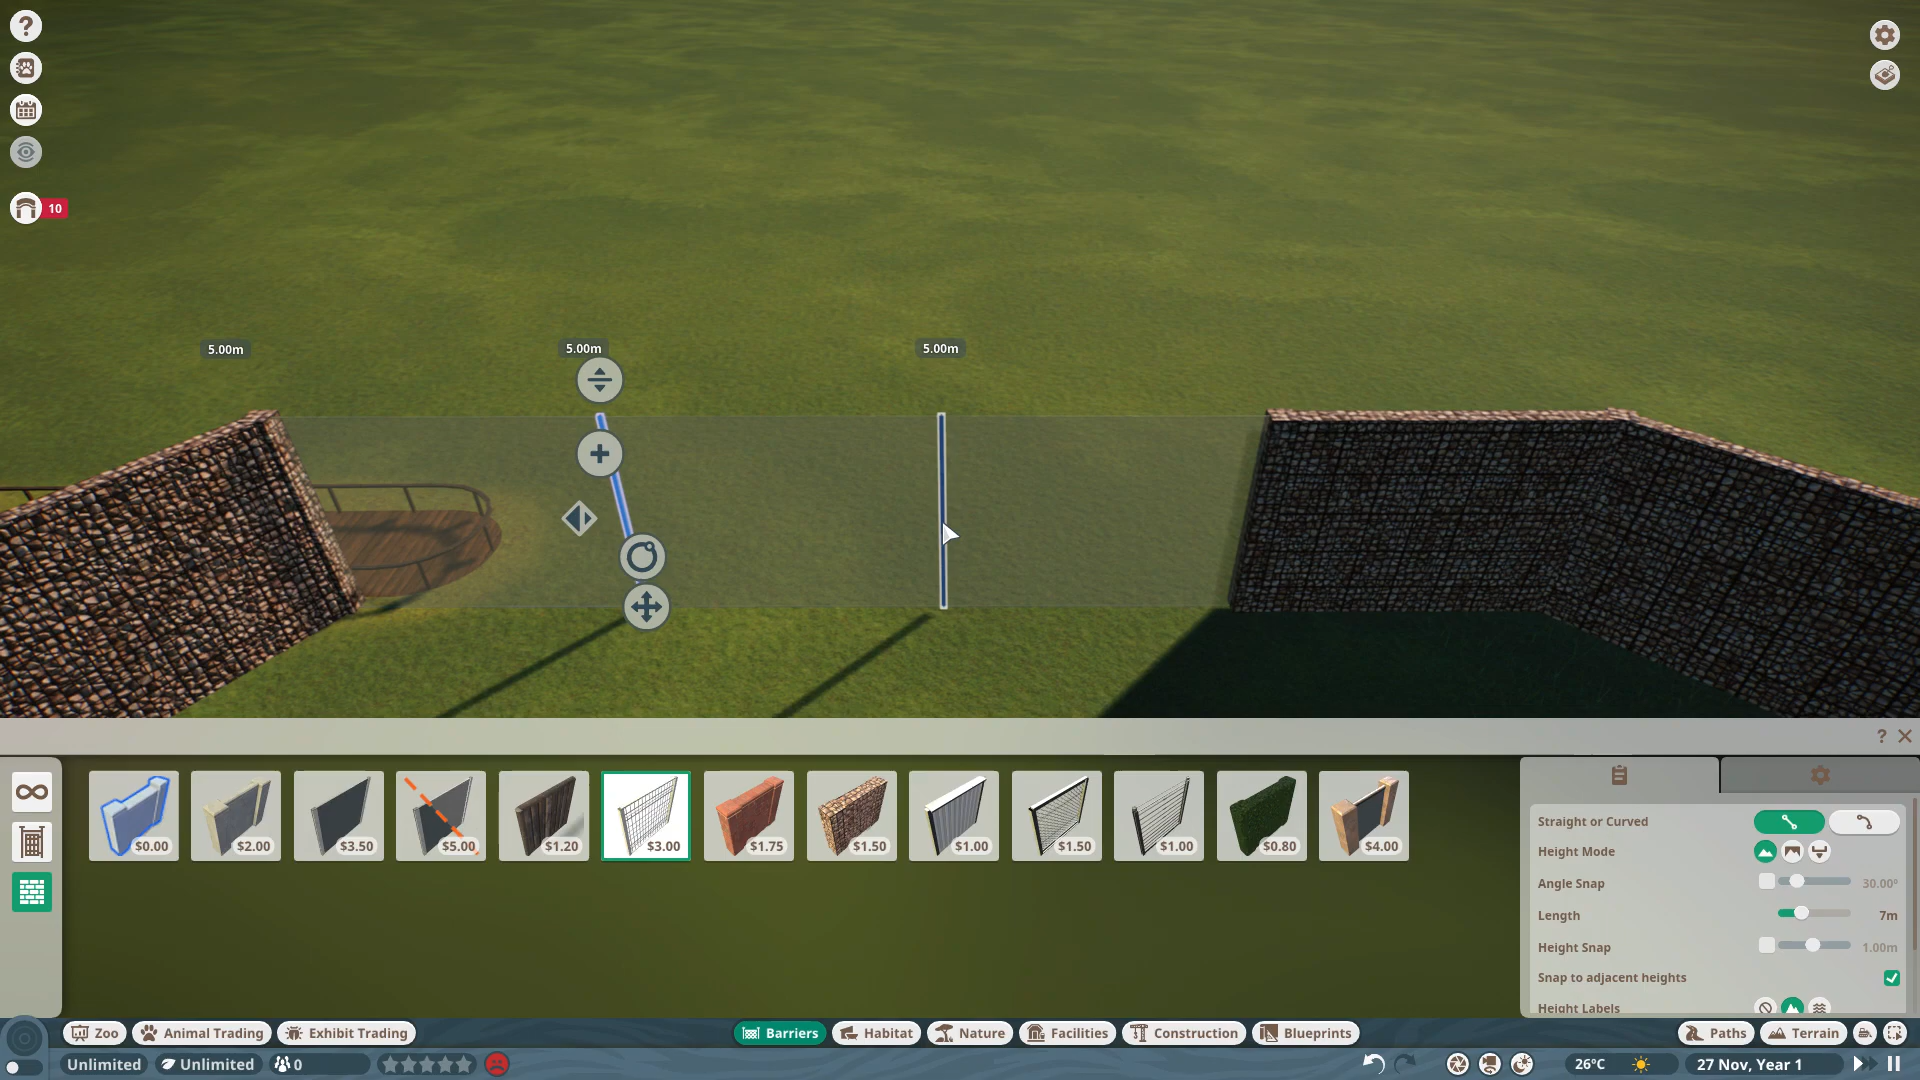 ?
10
5.00m
5.00m
5.00m
?
$0.00
$2.00
$3.50
$5.00
$1.20
$3.00
$1.75
$1.50
$1.00
$1.50
$1.00
$0.80
$4.00
Straight or Curved
Height Mode
Angle Snap 30.00°
Length 7m
Height Snap 1.00m
Snap to adjacent heights
Height Labels
Zoo Animal Trading Exhibit Trading Barriers Habitat Nature Facilities Construction Blueprints Paths Terrain
Unlimited Unlimited 0 26°C 27 Nov, Year 1